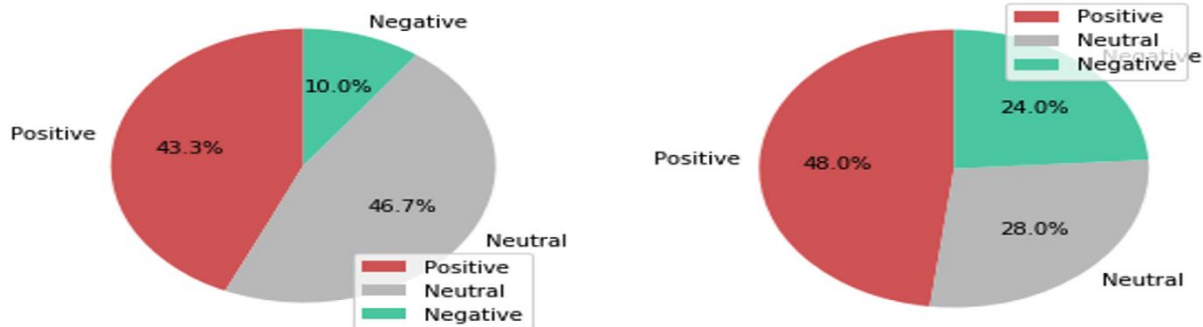 Negative
10.0%
Positive
43.3%
46.7%
Neutral
Positive
Neutral
Negative
Positive
Neutral
Negative
Negative
24.0%
Positive
48.0%
28.0%
Neutral